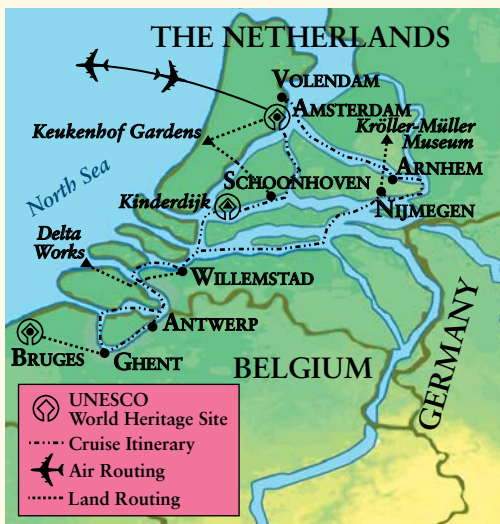 THE NETHERLANDS
VOLENDAM
AMSTERDAM
Kröller-Müller
Museum
Keukenhof Gardens
ARNHEM
SCHOONHOVEN
North Sea
Kinderdijk
NIJMEGEN
Delta
Works
WILLEMSTAD
ANTWERP
BRUGES
GHENT
BELGIUM
GERMANY
UNESCO
World Heritage Site
Cruise Itinerary
Air Routing
Land Routing